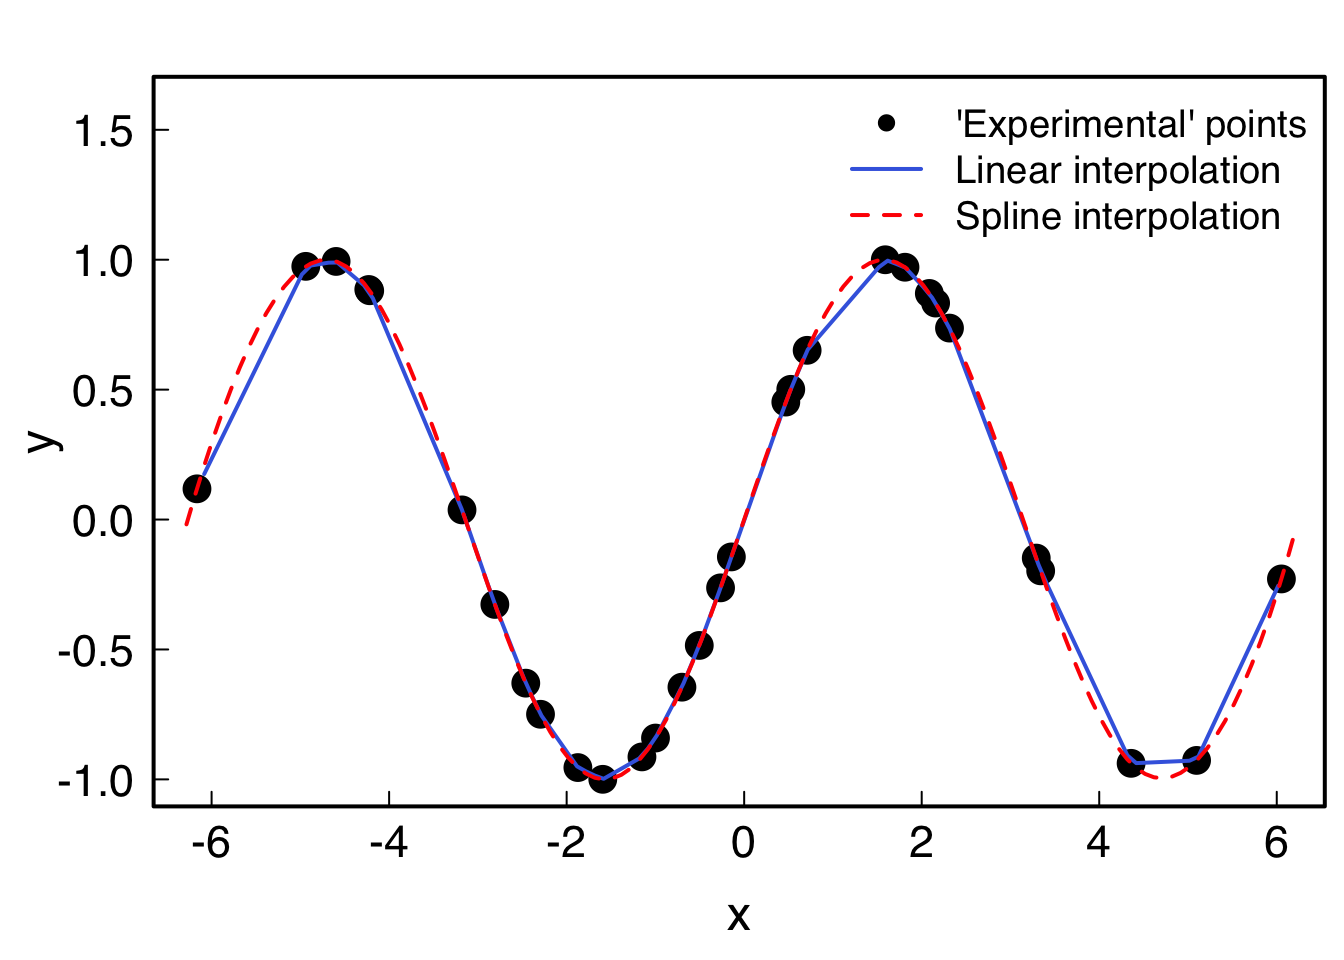 'Experimental' points
Linear interpolation
Spline interpolation
1.5
1.0
0.5
0.0
-0.5
-1.0
y
-6 -4 -2 0 2 4 6
x